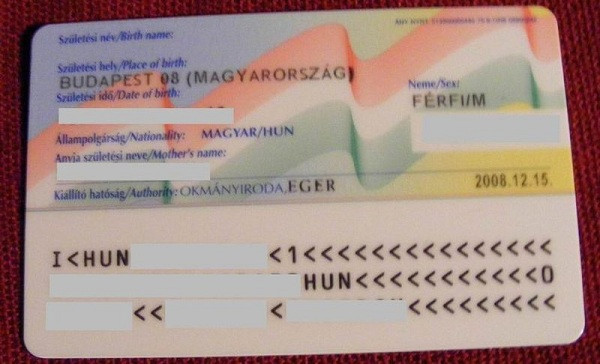 Születési név/Birth name:
Születési hely/Place of birth:
BUDAPEST 08 (MAGYARORSZÁG)
Születési idő/Date of birth:
Neme/Sex:
FÉRFI/M
Állampolgárság/Nationality: MAGYAR/HUN
Anyja születési neve/Mother's name:
Kiállító hatóság/Authority: OKMÁNYIRODA,EGER
2008.12.15.
I<HUN <1<<<<<<<<<<<<<<<
HUN<<<<<<<<<<<0
<< < <<<<<<<<<